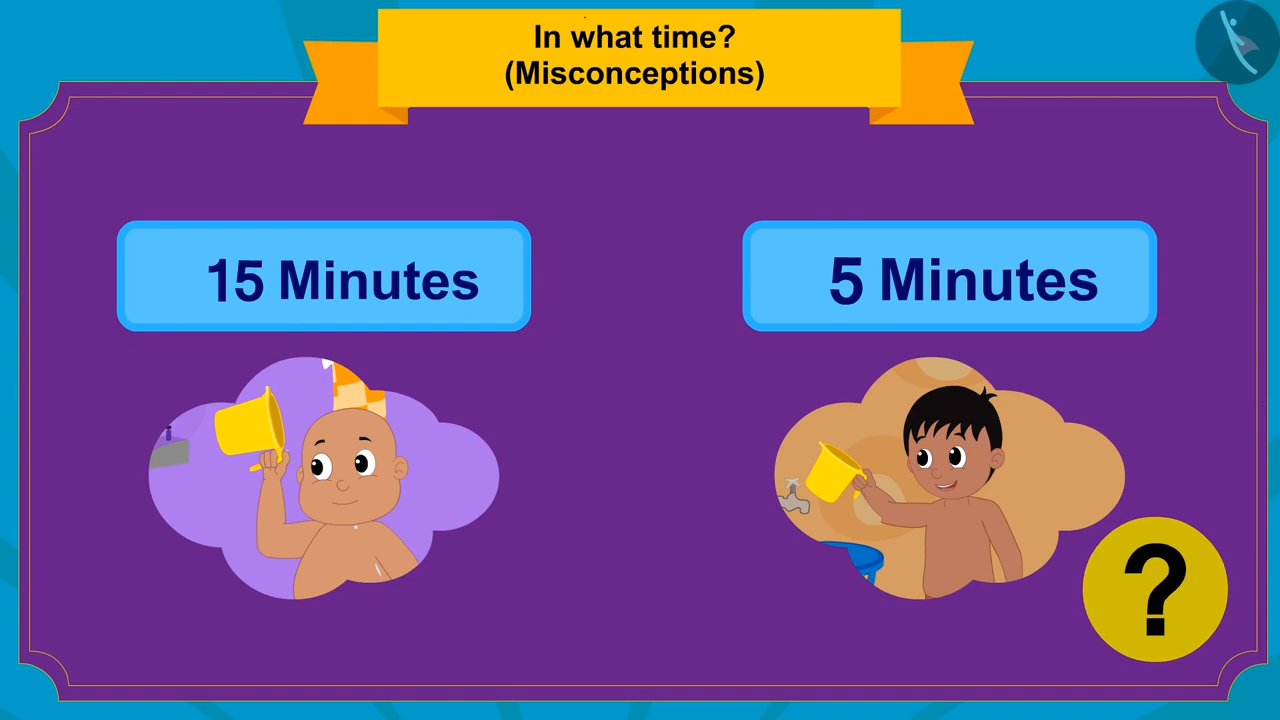 In what time?
(Misconceptions)
15 Minutes
5 Minutes
?